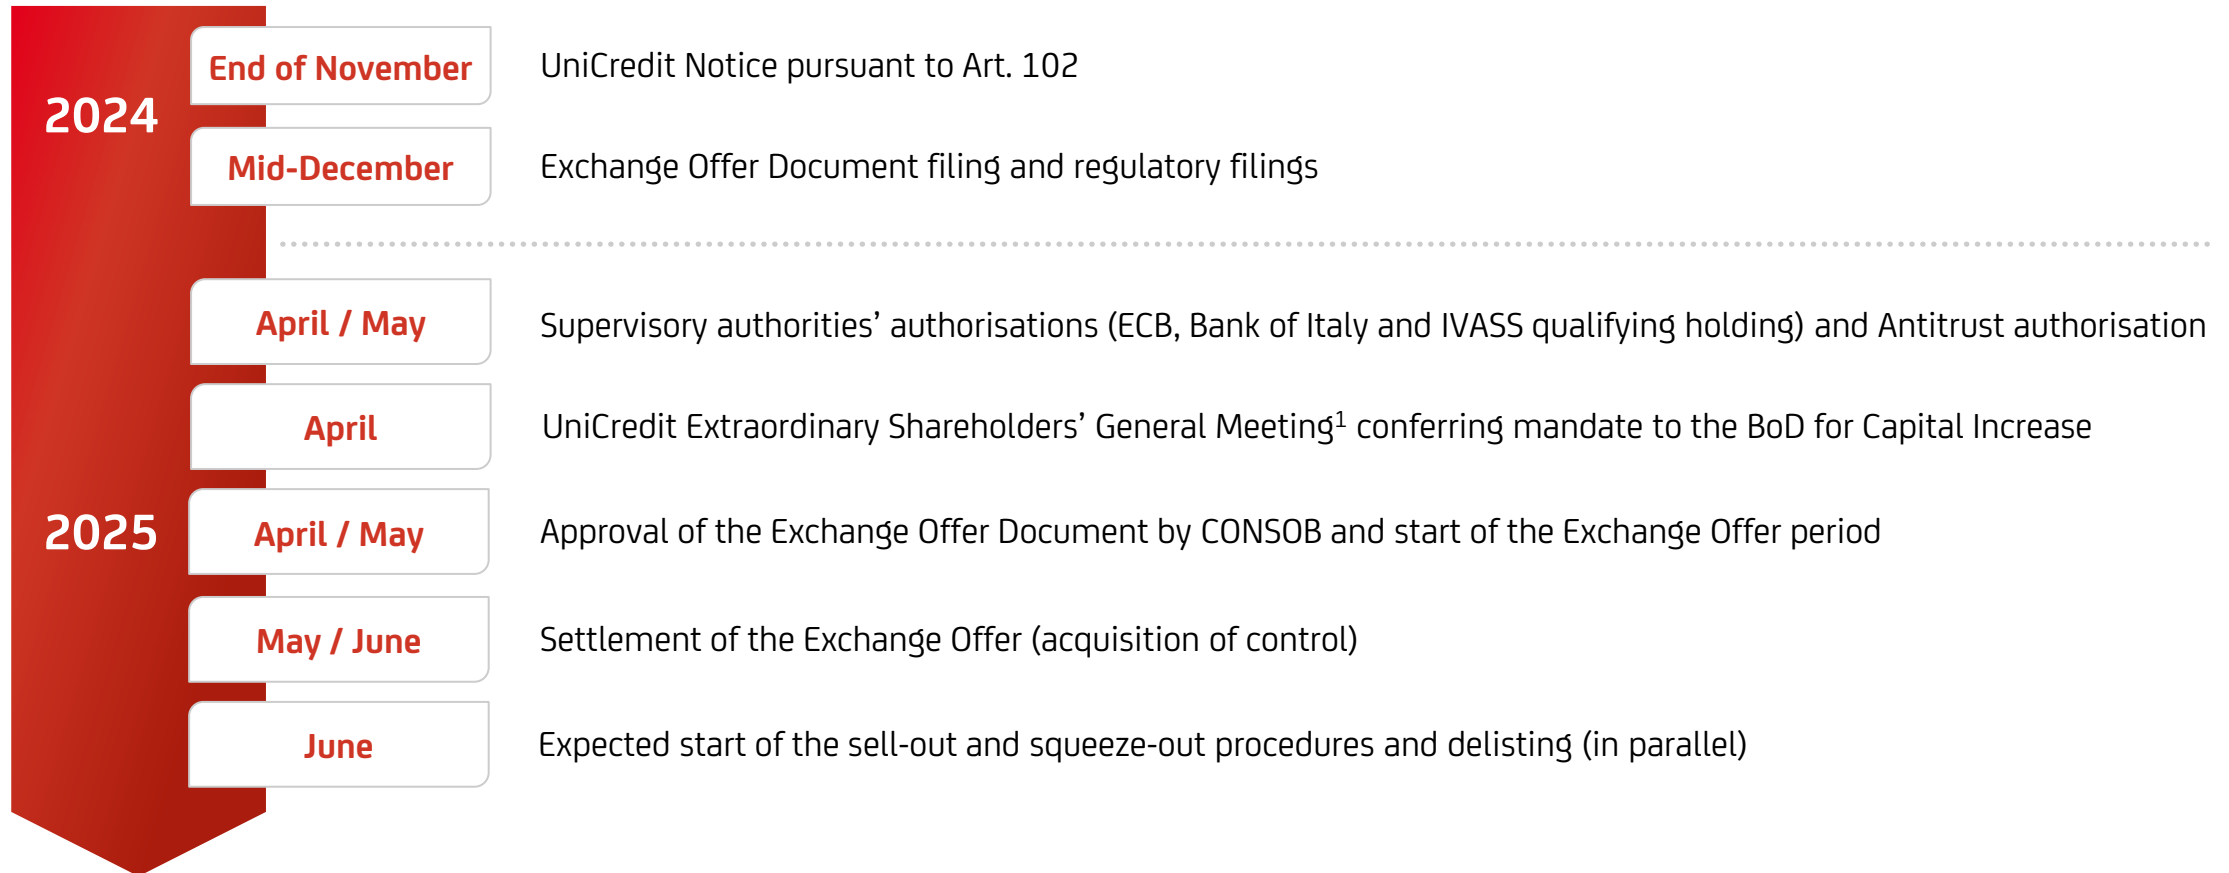 2024
End of November
UniCredit Notice pursuant to Art. 102
Mid-December
Exchange Offer Document filing and regulatory filings
2025
April / May
Supervisory authorities’ authorisations (ECB, Bank of Italy and IVASS qualifying holding) and Antitrust authorisation
April
UniCredit Extraordinary Shareholders’ General Meeting¹ conferring mandate to the BoD for Capital Increase
April / May
Approval of the Exchange Offer Document by CONSOB and start of the Exchange Offer period
May / June
Settlement of the Exchange Offer (acquisition of control)
June
Expected start of the sell-out and squeeze-out procedures and delisting (in parallel)